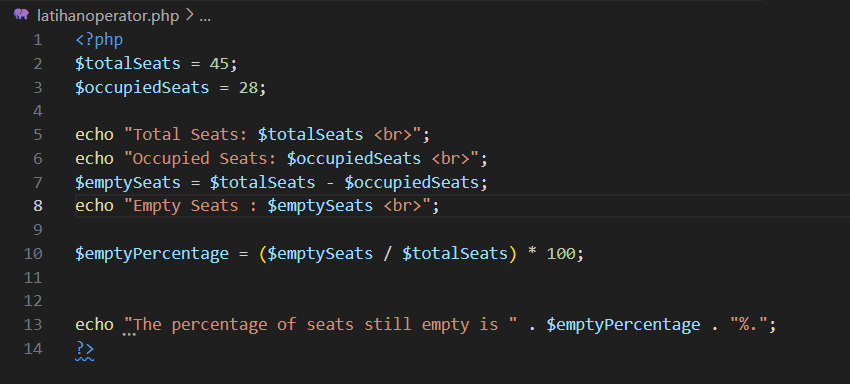 latihanoperator.php > ...
1 <?php
2 $totalSeats = 45;
3 $occupiedSeats = 28;
4
5 echo "Total Seats: $totalSeats <br>";
6 echo "Occupied Seats: $occupiedSeats <br>";
7 $emptySeats = $totalSeats - $occupiedSeats;
8 echo "Empty Seats : $emptySeats <br>";
9
10 $emptyPercentage = ($emptySeats / $totalSeats) * 100;
11
12
13 echo "The percentage of seats still empty is " . $emptyPercentage . "%.";
14 ?>